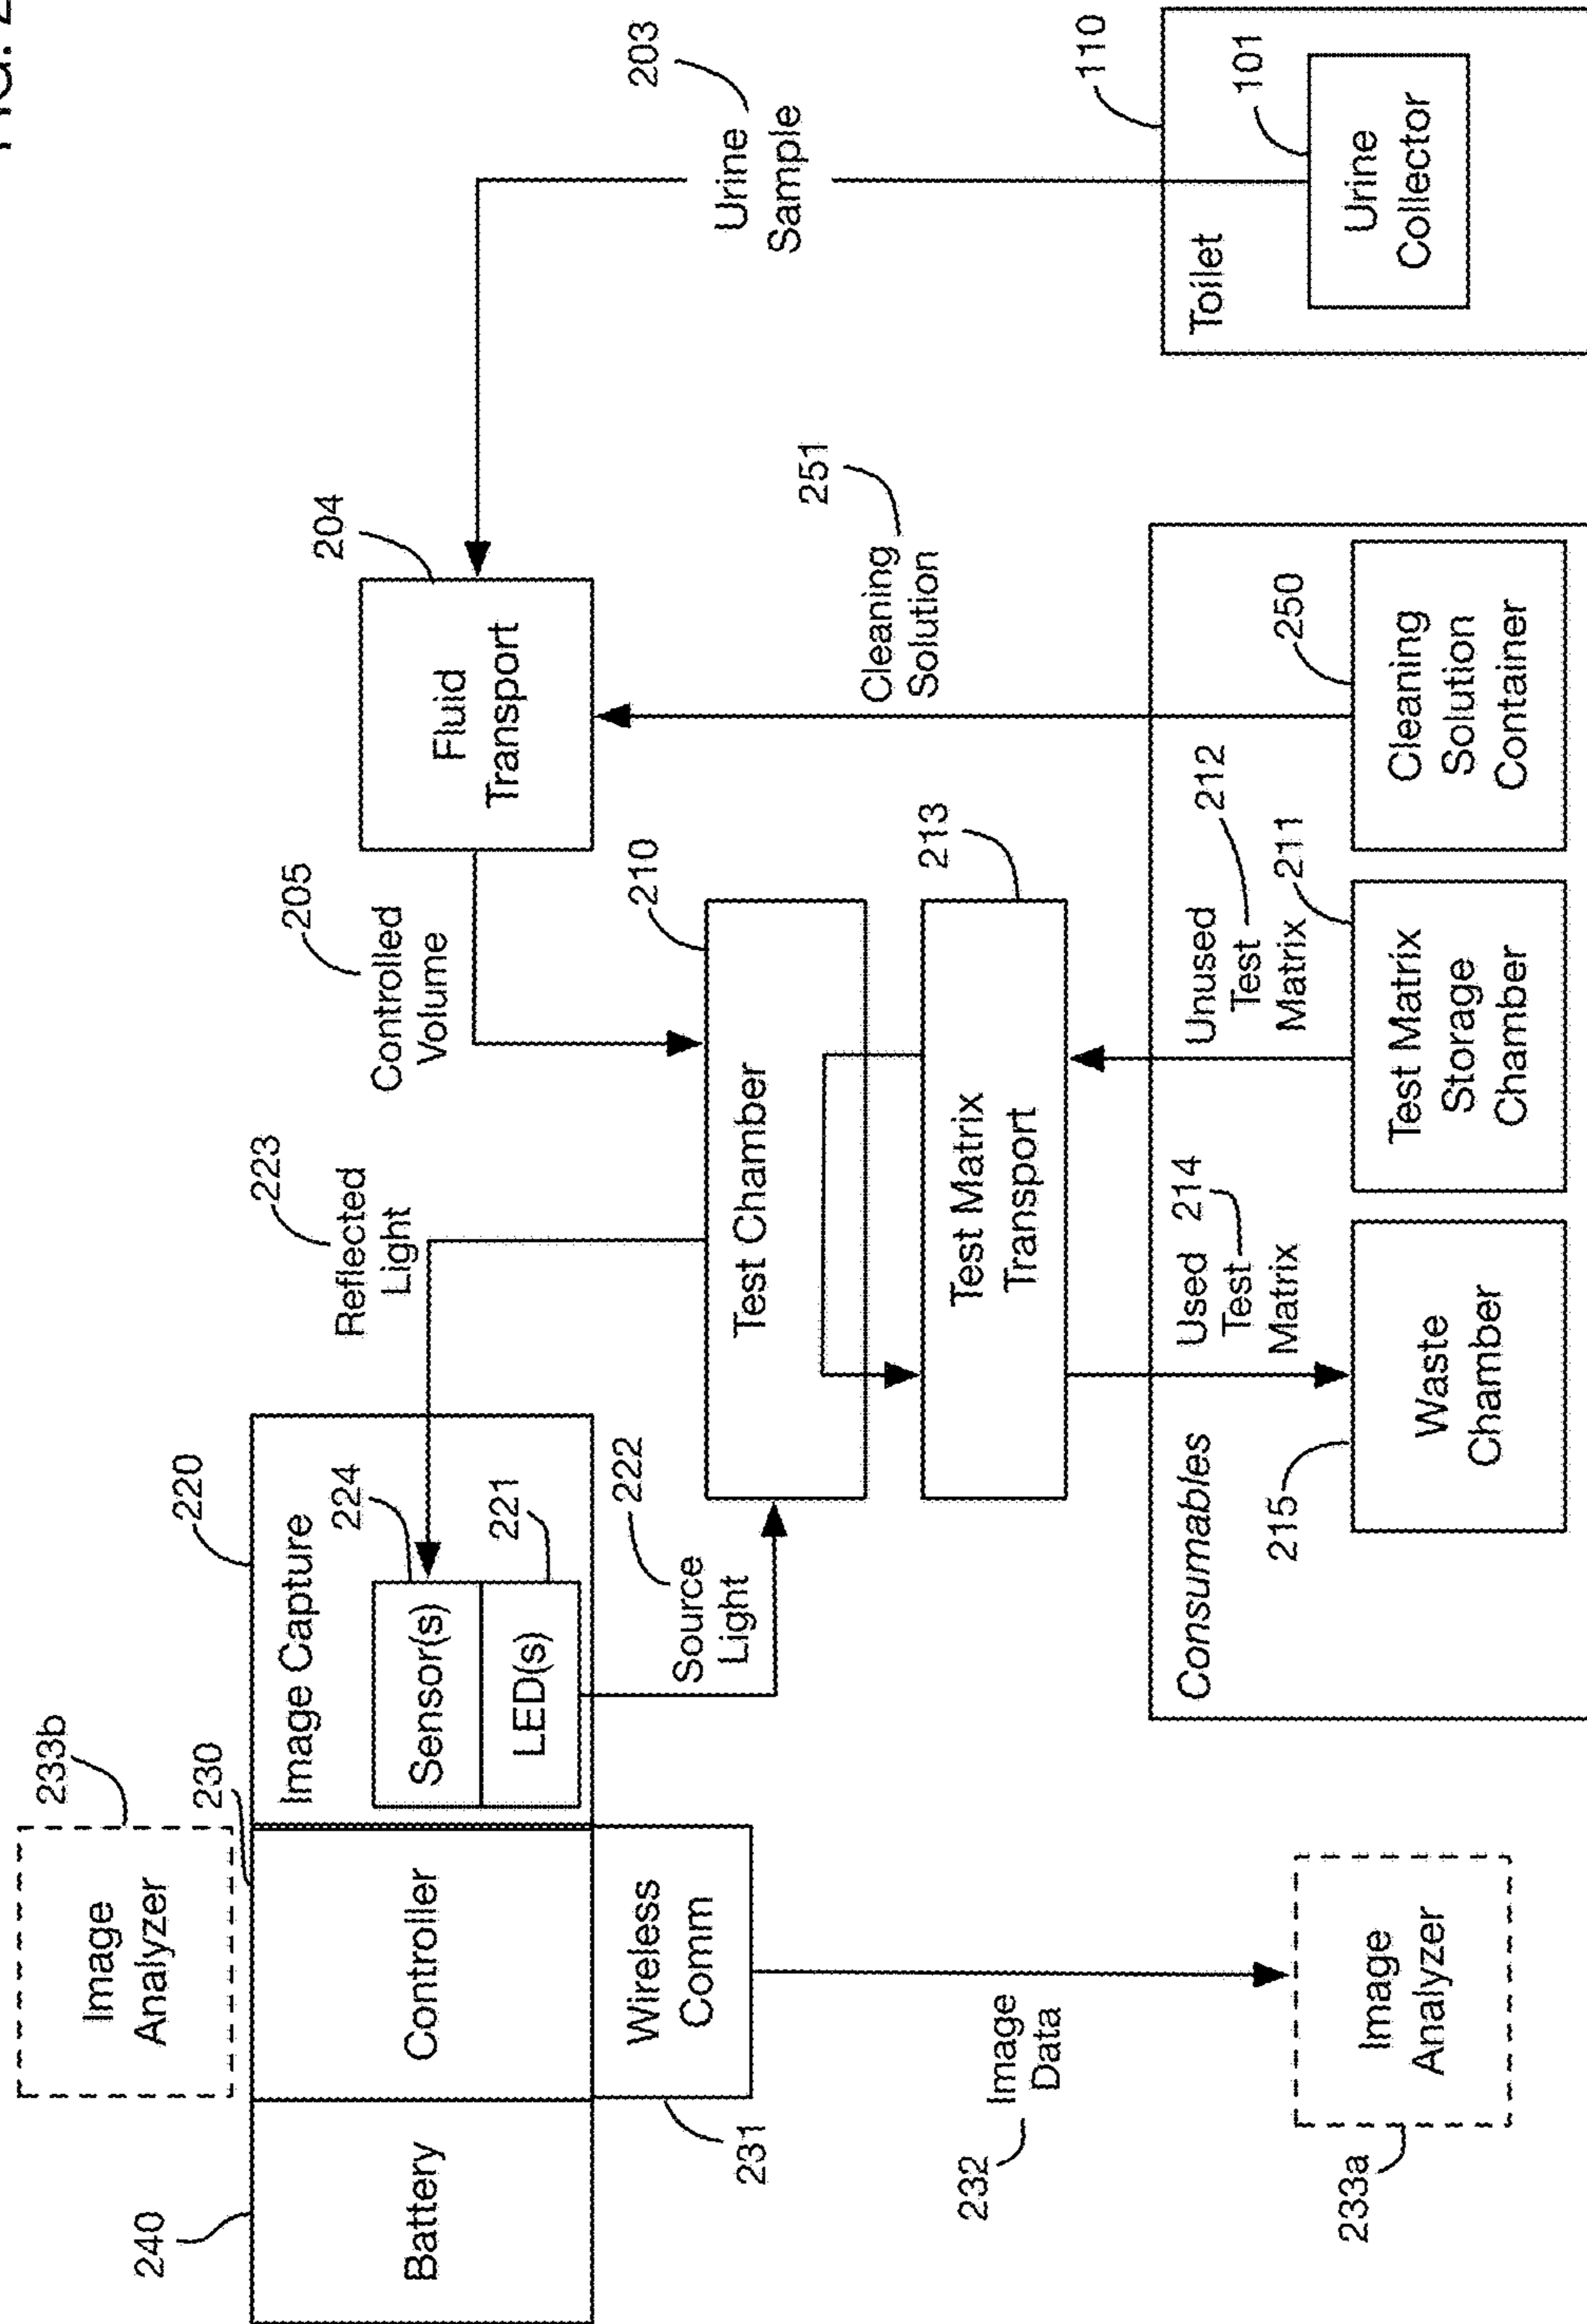 233b
Image
Analyzer
240
230
220
223
205
204
Battery
Controller
Image Capture
224
Sensor(s)
221
LED(s)
Reflected
Light
Controlled
Volume
Fluid
Transport
203
Urine
Sample
231
Wireless
Comm
222
Source
Light
210
Test Chamber
251
Cleaning
Solution
213
Test Matrix
Transport
232
Image
Data
110
Toilet
101
Urine
Collector
Consumables
Used
Test
Matrix
214
Unused
Test
Matrix
212
211
250
215
Waste
Chamber
Test Matrix
Storage
Chamber
Cleaning
Solution
Container
233a
Image
Analyzer